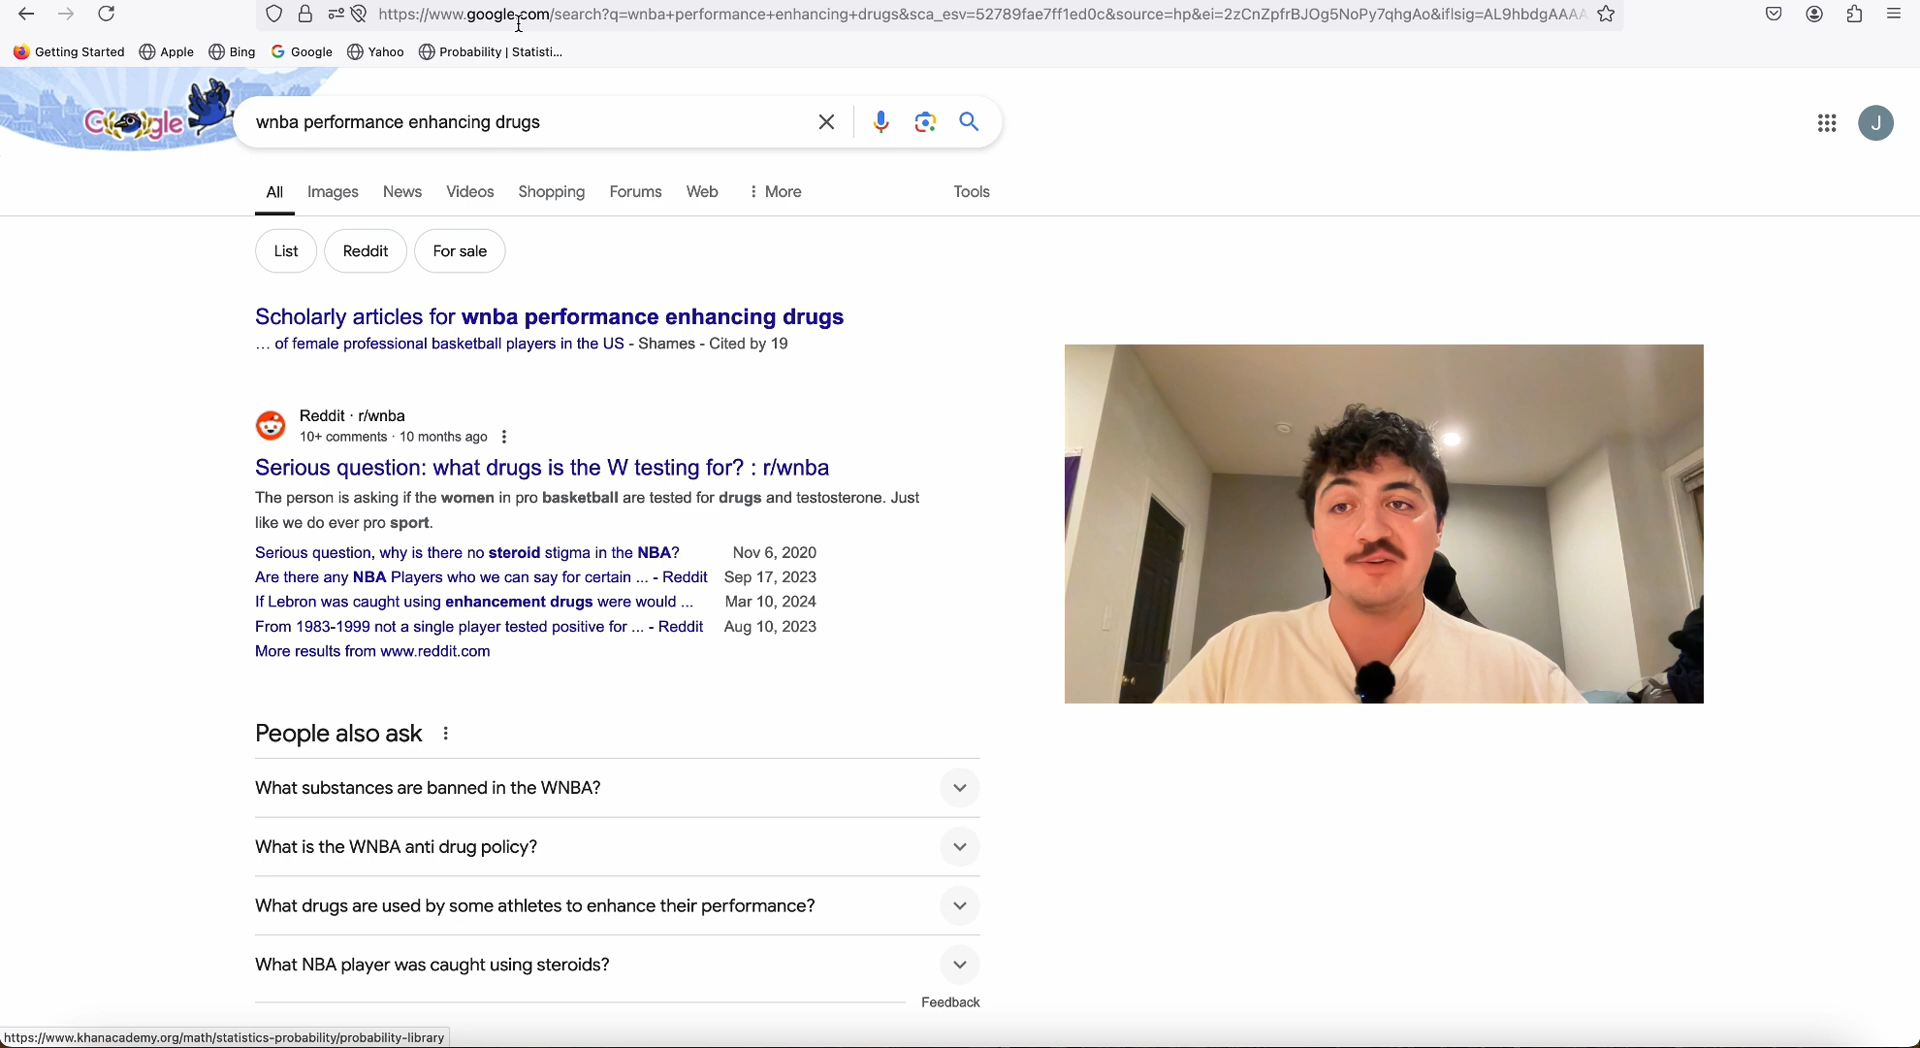 https://www.google.com/search?q=wnba+performance+enhancing+drugs&sca_esv=52789fae7ff1ed0c&source=hp&ei=2zCnZpfrBJOg5NoPy7qhgAo&iflsig=AL9hbdgAAAA
Getting Started Apple Bing Google Yahoo Probability | Statisti...
Google wnba performance enhancing drugs J
All Images News Videos Shopping Forums Web More Tools
List Reddit For sale
Scholarly articles for wnba performance enhancing drugs
... of female professional basketball players in the US - Shames - Cited by 19
Reddit · r/wnba
10+ comments · 10 months ago
Serious question: what drugs is the W testing for? : r/wnba
The person is asking if the women in pro basketball are tested for drugs and testosterone. Just
like we do ever pro sport.
Serious question, why is there no steroid stigma in the NBA? Nov 6, 2020
Are there any NBA Players who we can say for certain ... - Reddit Sep 17, 2023
If Lebron was caught using enhancement drugs were would ... Mar 10, 2024
From 1983-1999 not a single player tested positive for ... - Reddit Aug 10, 2023
More results from www.reddit.com
People also ask
What substances are banned in the WNBA?
What is the WNBA anti drug policy?
What drugs are used by some athletes to enhance their performance?
What NBA player was caught using steroids?
Feedback
https://www.khanacademy.org/math/statistics-probability/probability-library